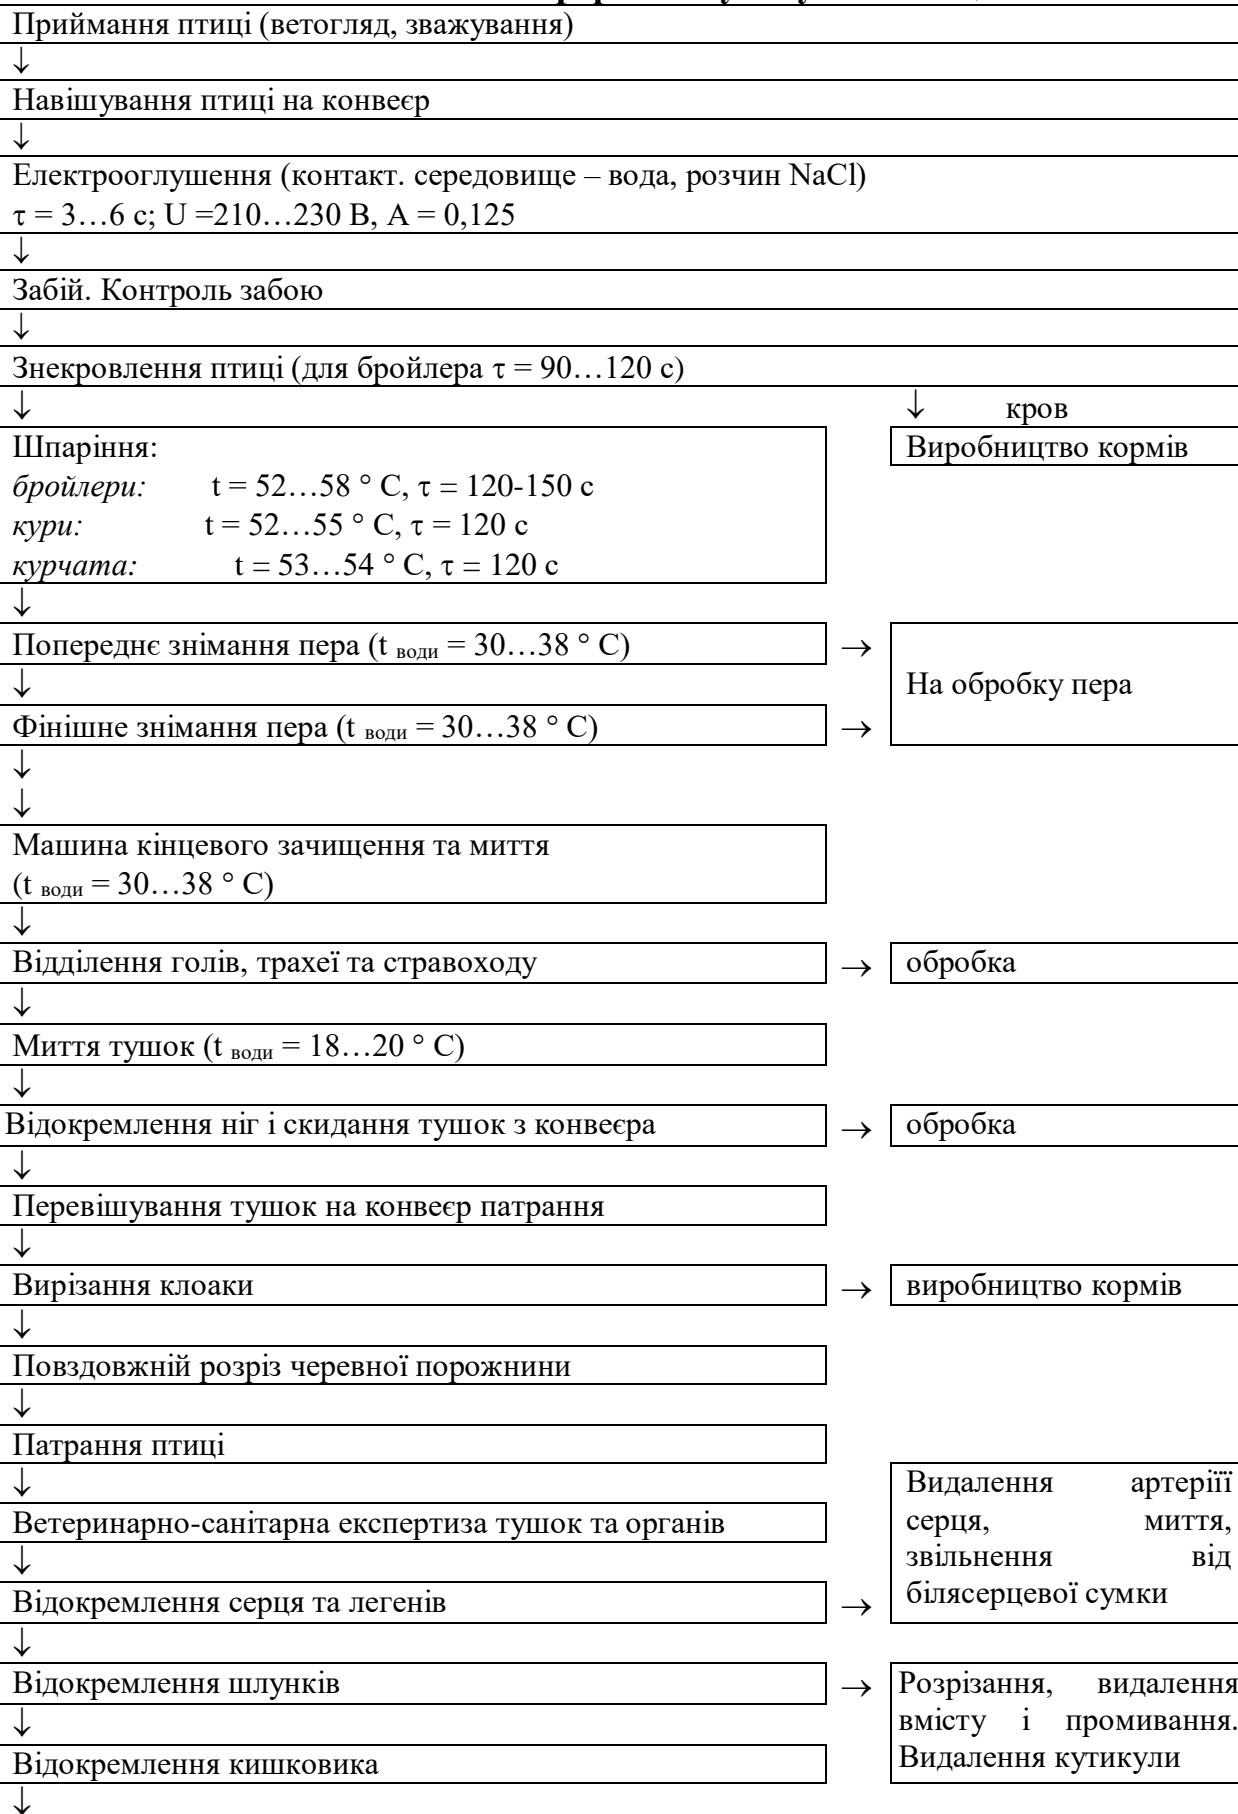 Приймання птиці (ветогляд, зважування)
↓
Навішування птиці на конвеєр
↓
Електрооглушення (контакт. середовище – вода, розчин NaCl)
τ = 3…6 с; U =210…230 В, А = 0,125
↓
Забій. Контроль забою
↓
Знекровлення птиці (для бройлера τ = 90…120 с)
↓ ↓ кров
Шпаріння: Виробництво кормів
бройлери: t = 52…58 ° С, τ = 120-150 с
кури: t = 52…55 ° С, τ = 120 с
курчата: t = 53…54 ° С, τ = 120 с
↓
Попереднє знімання пера (t води = 30…38 ° С) →
↓ На обробку пера
Фінішне знімання пера (t води = 30…38 ° С) →
↓
↓
Машина кінцевого зачищення та миття
(t води = 30…38 ° С)
↓
Відділення голів, трахеї та стравоходу → обробка
↓
Миття тушок (t води = 18…20 ° С)
↓
Відокремлення ніг і скидання тушок з конвеєра → обробка
↓
Перевішування тушок на конвеєр патрання
↓
Вирізання клоаки → виробництво кормів
↓
Повздовжній розріз черевної порожнини
↓
Патрання птиці
↓
Ветеринарно-санітарна експертиза тушок та органів
↓
Відокремлення серця та легенів →
Видалення артеріїї
серця, миття,
звільнення від
білясерцевої сумки
↓
Відокремлення шлунків →
Розрізання, видалення
вмісту і промивання.
Видалення кутикули
↓
Відокремлення кишковика
↓